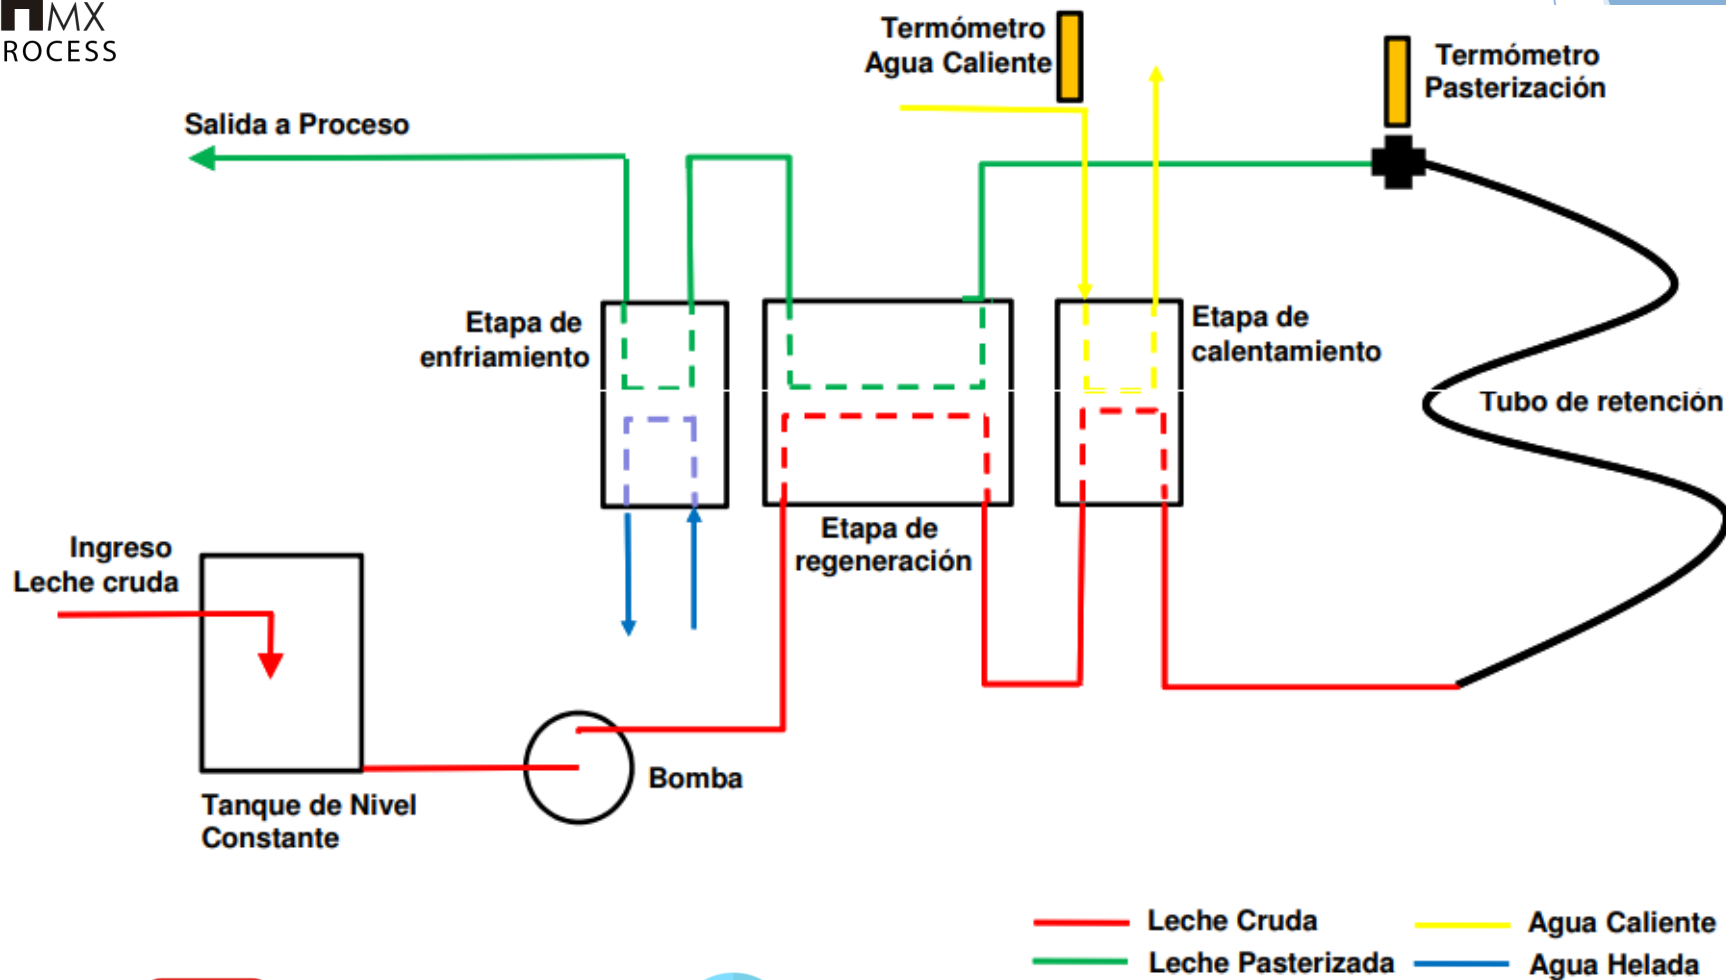 MX
ROCESS
Termómetro
Agua Caliente
Termómetro
Pasterización
Salida a Proceso
Etapa de
enfriamiento
Etapa de
calentamiento
Tubo de retención
Etapa de
regeneración
Ingreso
Leche cruda
Bomba
Tanque de Nivel
Constante
Leche Cruda
Agua Caliente
Leche Pasterizada
Agua Helada